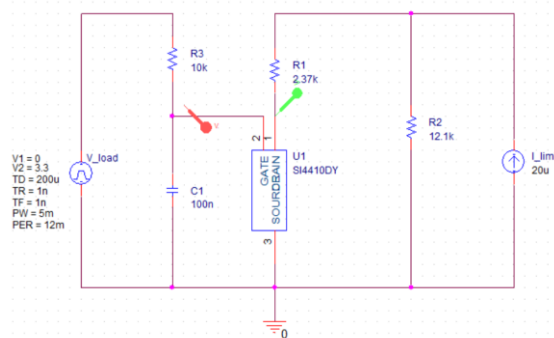 R3
10k
R1
2.37k
V
R2
12.1k
V1 = 0
V2 = 3.3
TD = 200u
TR = 1n
TF = 1n
PW = 5m
PER = 12m
V_load
C1
100n
2
1
GATE
SOURDBAIN
3
U1
SI4410DY
I_lim
20u
0